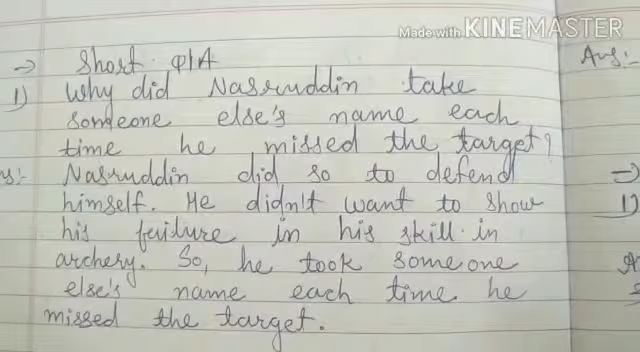 Made with KINEMASTER
→ Short Q/A
1) Why did Nasruddin take
someone else's name each
time he missed the target?
Ans:- Nasruddin did so to defend
himself. He didn't want to show
his failure in his skill in
archery. So, he took someone
else's name each time he
missed the target.
Ans:-
→
1)